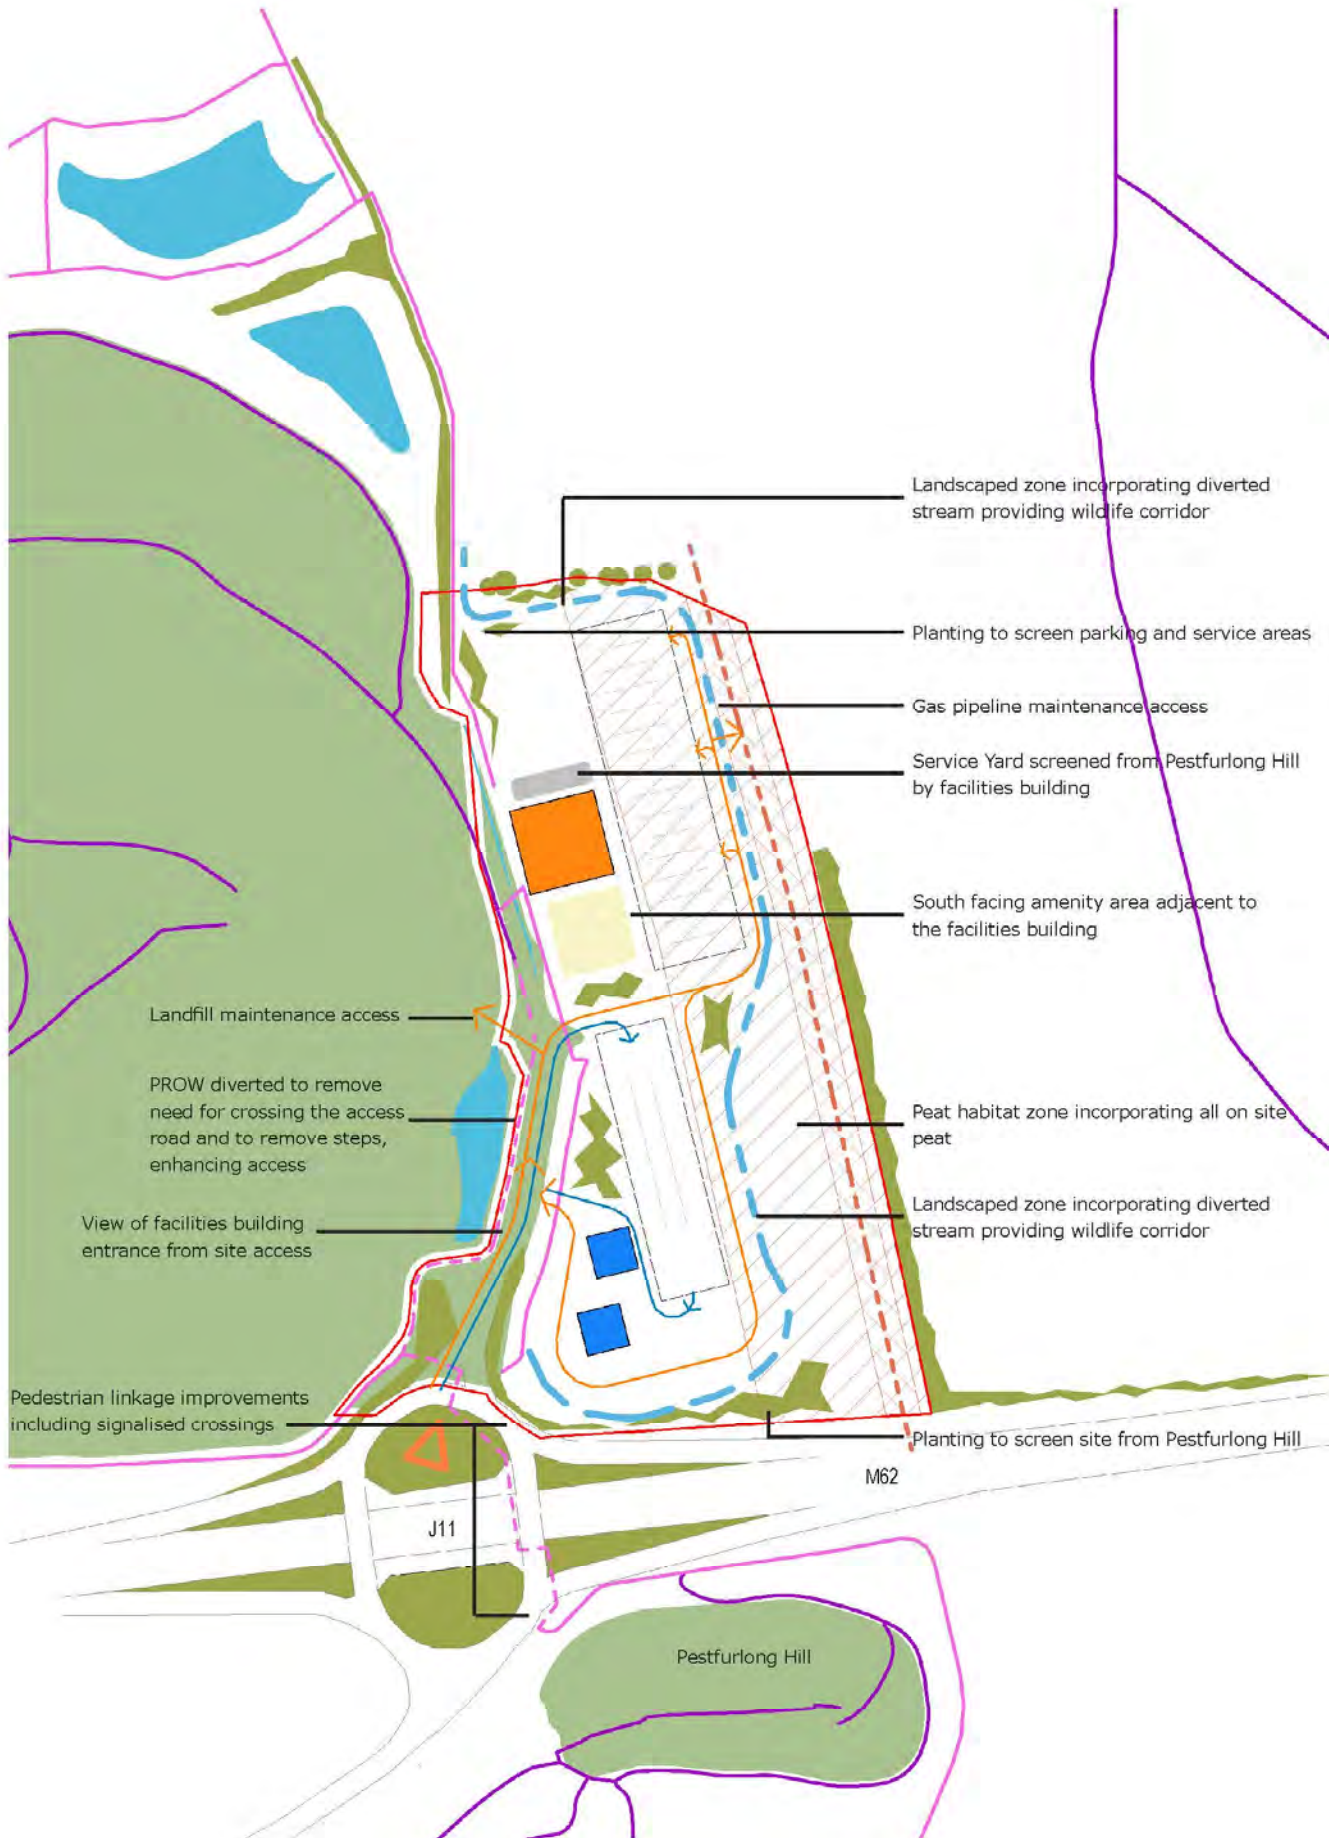 Landscaped zone incorporating diverted
stream providing wildlife corridor
Planting to screen parking and service areas
Gas pipeline maintenance access
Service Yard screened from Pestfurlong Hill
by facilities building
South facing amenity area adjacent to
the facilities building
Landfill maintenance access
PROW diverted to remove
need for crossing the access
road and to remove steps,
enhancing access
Peat habitat zone incorporating all on site
peat
View of facilities building
entrance from site access
Landscaped zone incorporating diverted
stream providing wildlife corridor
Pedestrian linkage improvements
including signalised crossings
Planting to screen site from Pestfurlong Hill
M62
J11
Pestfurlong Hill